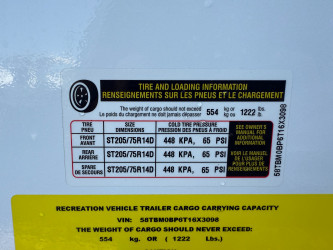 TIRE AND LOADING INFORMATION
RENSEIGNEMENTS SUR LES PNEUS ET LE CHARGEMENT
The weight of cargo should not exceed
Le poids du chargement ne doit jamais dépasser
554 kg or kg ou 1222 lbs. lb.
TIRE PNEU SIZE DIMENSIONS COLD TIRE PRESSURE PRESSION DES PNEUS À FROID
FRONT AVANT ST205/75R14D 448 KPA, 65 PSI
REAR ARRIÈRE ST205/75R14D 448 KPA, 65 PSI
SPARE DE SECOURS ST205/75R14D 448 KPA, 65 PSI
SEE OWNER'S
MANUAL FOR
ADDITIONAL
INFORMATION
VOIR LE MANUEL
DE L'USAGER
POUR PLUS DE
RENSEIGNEMENTS
58TBM0BP6T16X3098
RECREATION VEHICLE TRAILER CARGO CARRYING CAPACITY
VIN: 58TBM0BP6T16X3098
THE WEIGHT OF CARGO SHOULD NEVER EXCEED:
554 kg. OR ( 1222 Lbs.)